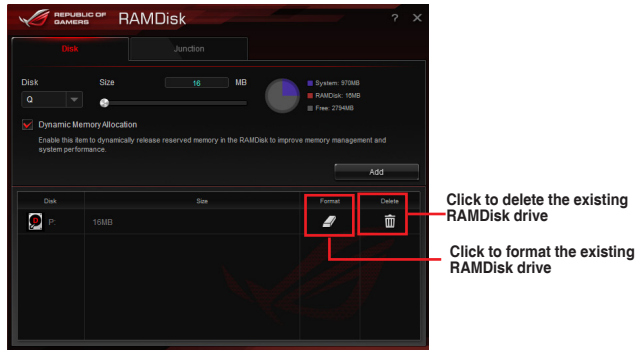 REPUBLIC OF
GAMERS
RAMDisk
? ×
Disk
Junction
Disk
Size
16
MB
Q
System: 970MB
RAMDisk: 16MB
Free: 2794MB
Dynamic Memory Allocation
Enable this item to dynamically release reserved memory in the RAMDisk to improve memory management and
system performance.
Add
Disk
Size
Format
Delete
P:
16MB
Click to delete the existing
RAMDisk drive
Click to format the existing
RAMDisk drive